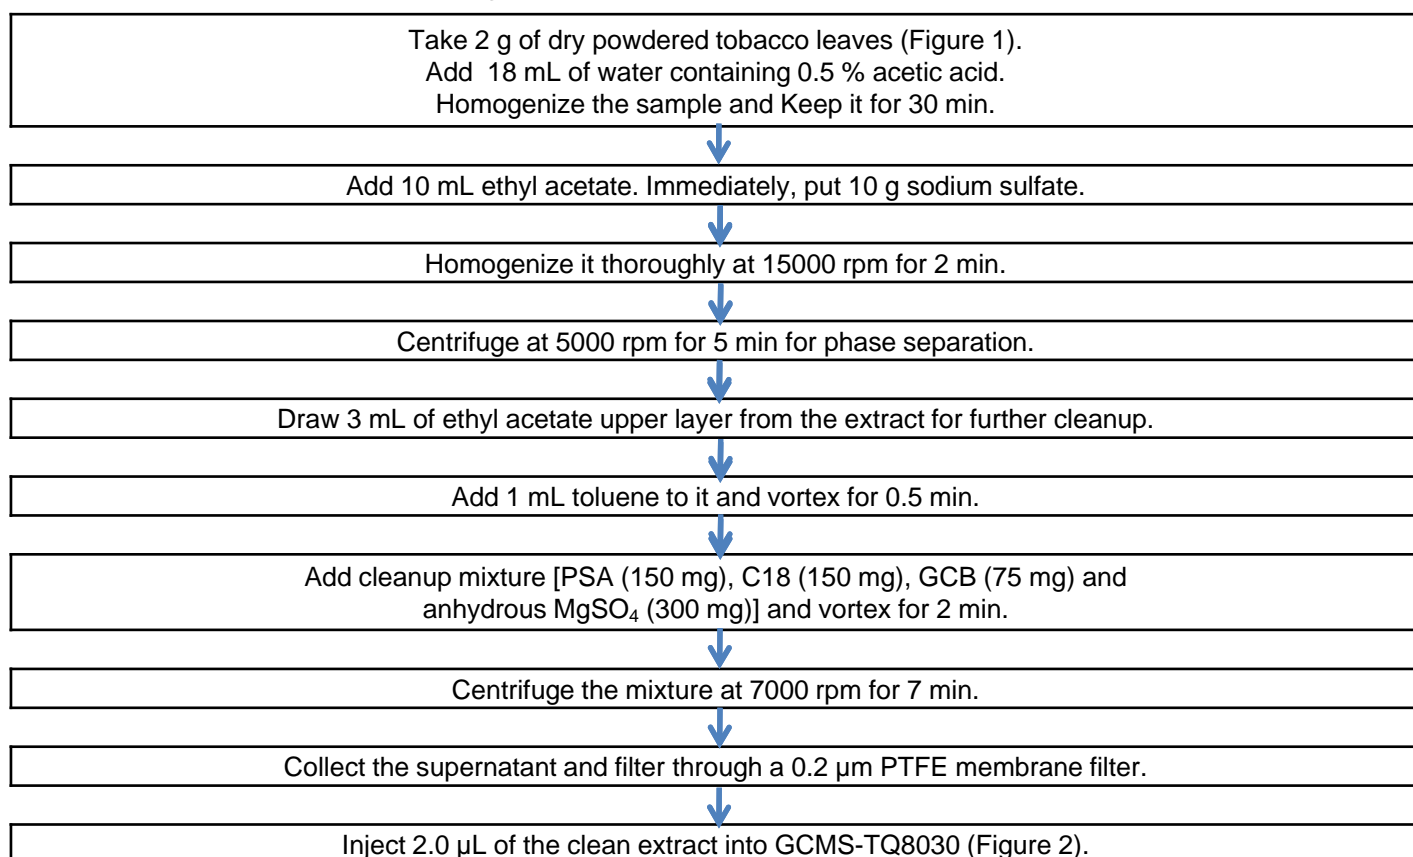 Take 2 g of dry powdered tobacco leaves (Figure 1).
Add  18 mL of water containing 0.5 % acetic acid.
Homogenize the sample and Keep it for 30 min.
Add 10 mL ethyl acetate. Immediately, put 10 g sodium sulfate.
Homogenize it thoroughly at 15000 rpm for 2 min.
Centrifuge at 5000 rpm for 5 min for phase separation.
Draw 3 mL of ethyl acetate upper layer from the extract for further cleanup.
Add 1 mL toluene to it and vortex for 0.5 min.
Add cleanup mixture [PSA (150 mg), C18 (150 mg), GCB (75 mg) and
anhydrous MgSO₄ (300 mg)] and vortex for 2 min.
Centrifuge the mixture at 7000 rpm for 7 min.
Collect the supernatant and filter through a 0.2 µm PTFE membrane filter.
Inject 2.0 µL of the clean extract into GCMS-TQ8030 (Figure 2).